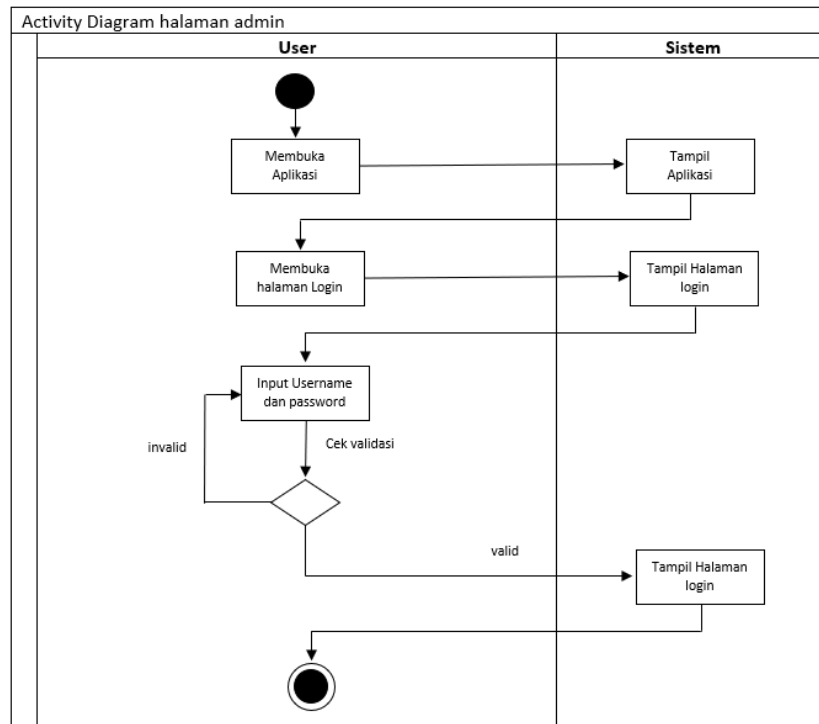 Activity Diagram halaman admin
User
Sistem
Membuka
Aplikasi
Tampil
Aplikasi
Membuka
halaman Login
Tampil Halaman
login
Input Username
dan password
invalid
Cek validasi
valid
Tampil Halaman
login